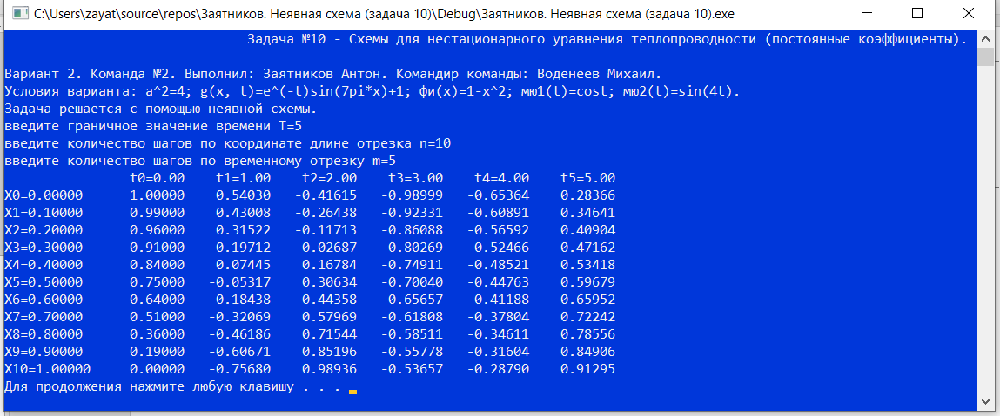 C:\Users\zayat\source\repos\Заятников. Неявная схема (задача 10)\Debug\Заятников. Неявная схема (задача 10).exe
Задача №10 - Схемы для нестационарного уравнения теплопроводности (постоянные коэффициенты).
Вариант 2. Команда №2. Выполнил: Заятников Антон. Командир команды: Воденеев Михаил.
Условия варианта: a^2=4; g(x, t)=e^(-t)sin(7pi*x)+1; фи(x)=1-x^2; мю1(t)=cost; мю2(t)=sin(4t).
Задача решается с помощью неявной схемы.
введите граничное значение времени T=5
введите количество шагов по координате длине отрезка n=10
введите количество шагов по временному отрезку m=5
t0=0.00 t1=1.00 t2=2.00 t3=3.00 t4=4.00 t5=5.00
X0=0.00000 1.00000 0.54030 -0.41615 -0.98999 -0.65364 0.28366
X1=0.10000 0.99000 0.43008 -0.26438 -0.92331 -0.60891 0.34641
X2=0.20000 0.96000 0.31522 -0.11713 -0.86088 -0.56592 0.40904
X3=0.30000 0.91000 0.19712 0.02687 -0.80269 -0.52466 0.47162
X4=0.40000 0.84000 0.07445 0.16784 -0.74911 -0.48521 0.53418
X5=0.50000 0.75000 -0.05317 0.30634 -0.70040 -0.44763 0.59679
X6=0.60000 0.64000 -0.18438 0.44358 -0.65657 -0.41188 0.65952
X7=0.70000 0.51000 -0.32069 0.57969 -0.61808 -0.37804 0.72242
X8=0.80000 0.36000 -0.46186 0.71544 -0.58511 -0.34611 0.78556
X9=0.90000 0.19000 -0.60671 0.85196 -0.55778 -0.31604 0.84906
X10=1.00000 0.00000 -0.75680 0.98936 -0.53657 -0.28790 0.91295
Для продолжения нажмите любую клавишу . . .